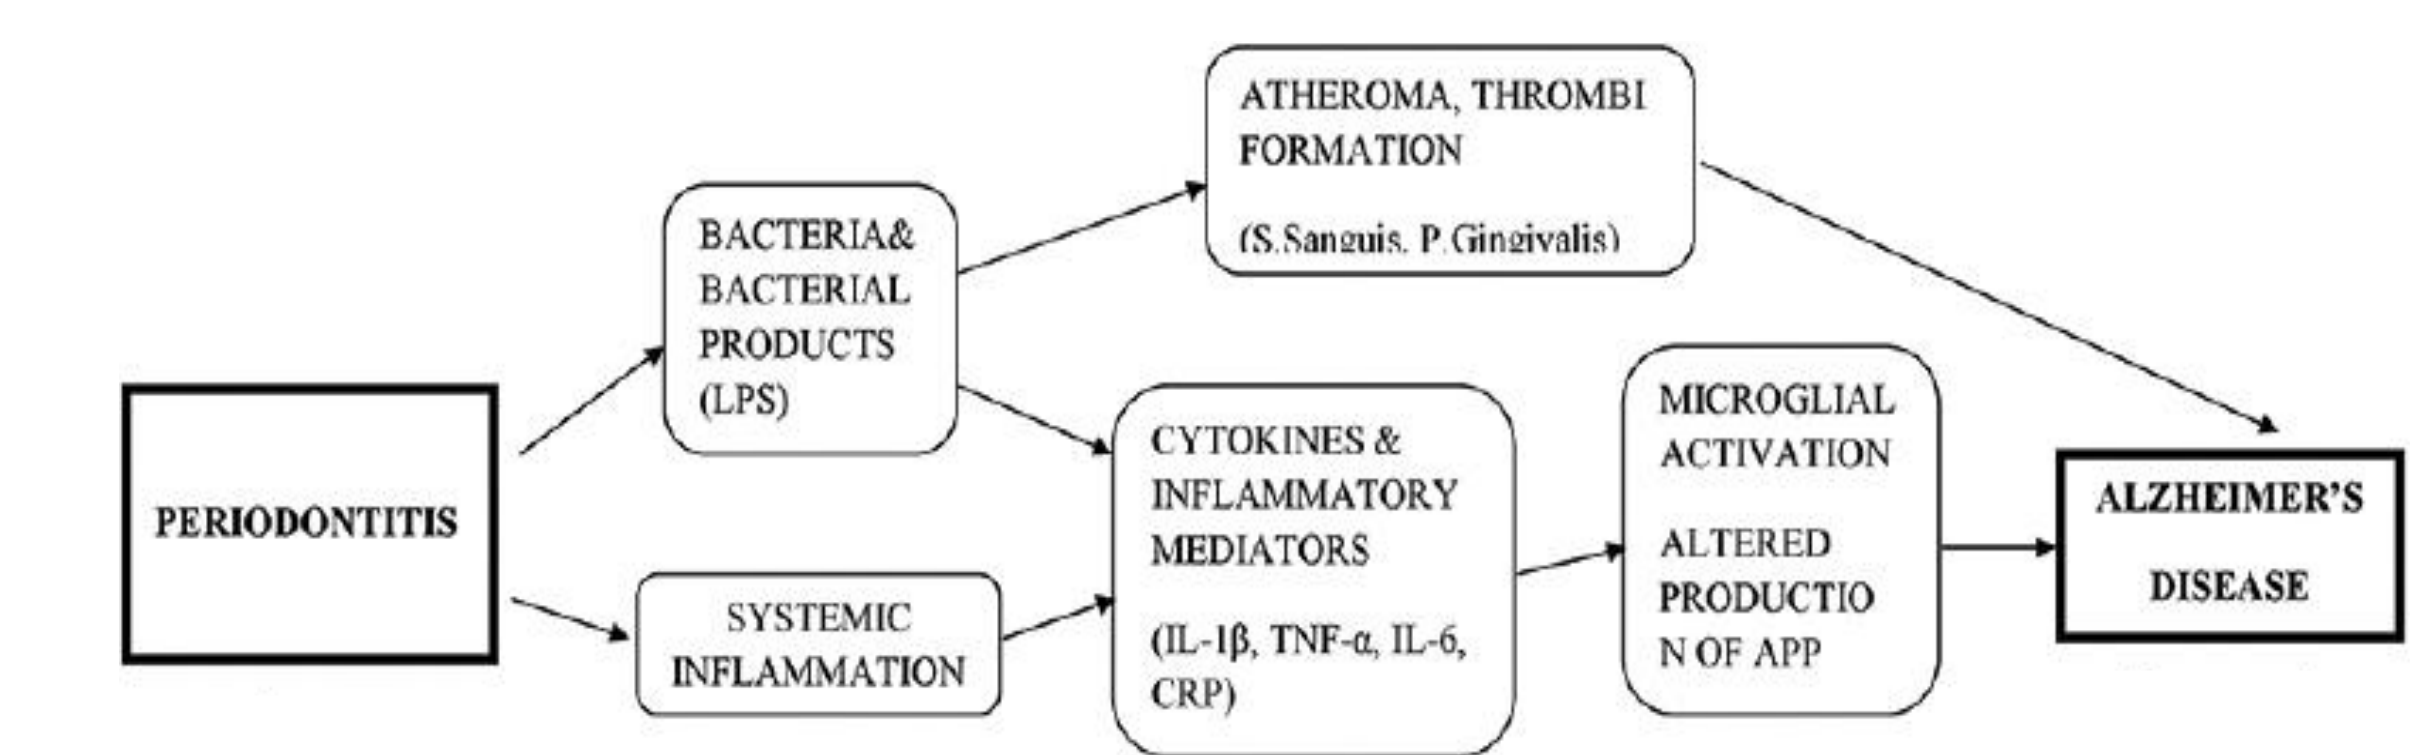 ATHEROMA, THROMBI
FORMATION
(S.Sanguis, P.Gingivalis)
BACTERIA&
BACTERIAL
PRODUCTS
(LPS)
PERIODONTITIS
SYSTEMIC
INFLAMMATION
CYTOKINES &
INFLAMMATORY
MEDIATORS
(IL-1β, TNF-α, IL-6,
CRP)
MICROGLIAL
ACTIVATION
ALTERED
PRODUCTIO
N OF APP
ALZHEIMER’S
DISEASE